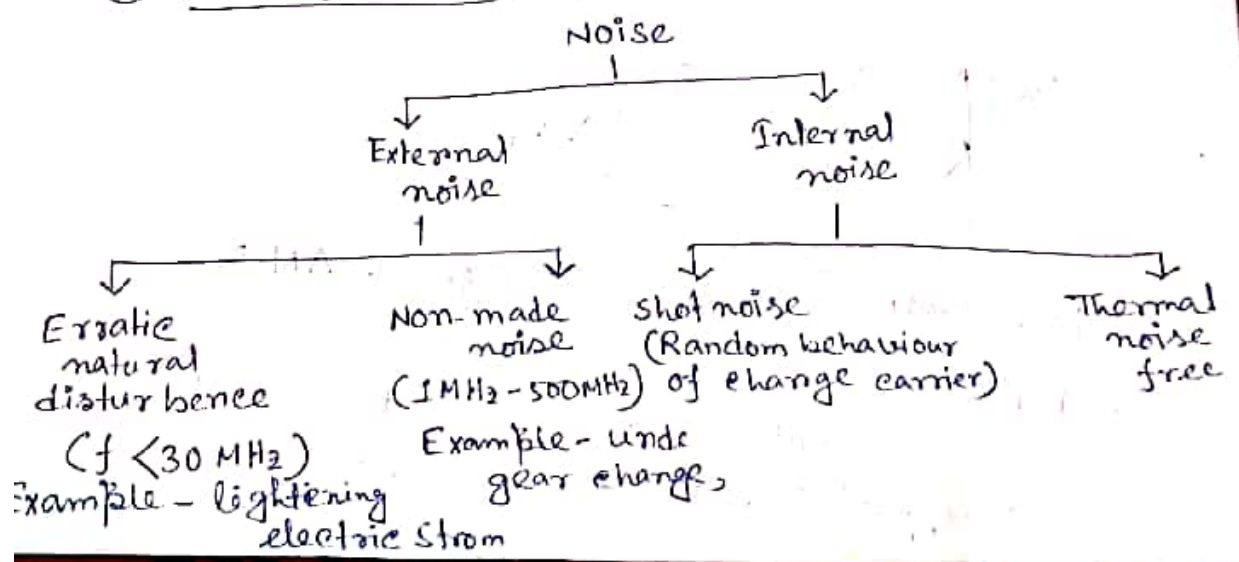 Noise
External
noise
Internal
noise
Erratic
natural
disturbence
(f <30 MHz)
Example - lightening
electric Strom
Non-made
noise
(1MHz-500MHz)
Example - unde
gear change,
Shot noise
(Random behaviour
of change carrier)
Thermal
noise
free